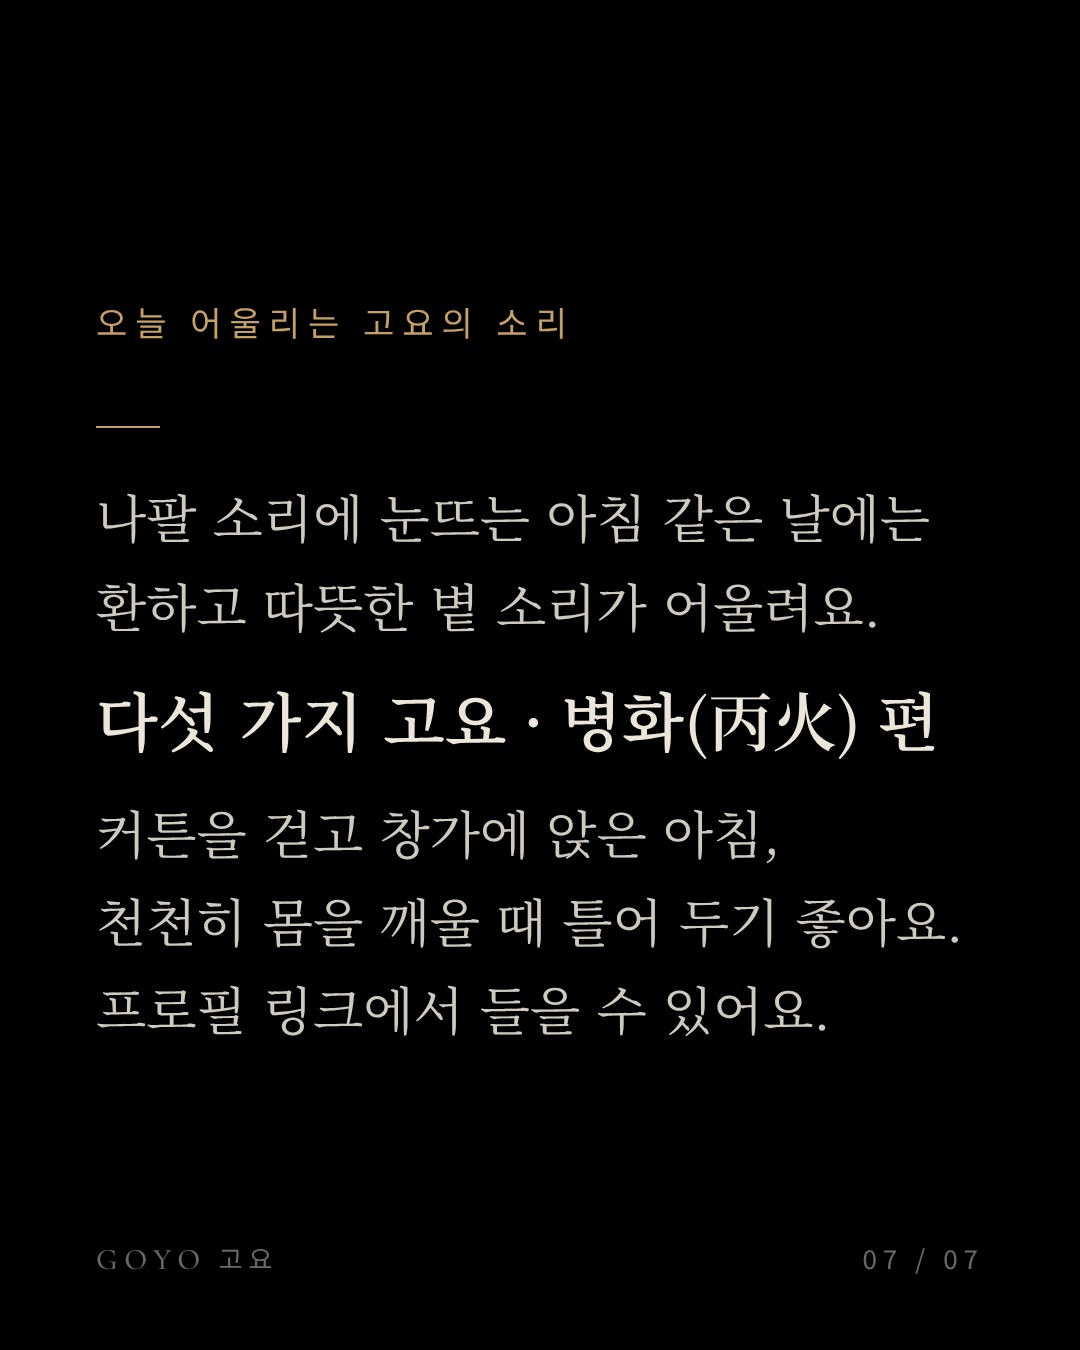 오늘 어울리는 고요의 소리
나팔 소리에 눈뜨는 아침 같은 날에는
환하고 따뜻한 볕 소리가 어울려요.
다섯 가지 고요 · 병화(丙火) 편
커튼을 걷고 창가에 앉은 아침,
천천히 몸을 깨울 때 틀어 두기 좋아요.
프로필 링크에서 들을 수 있어요.
GOYO 고요
07 / 07